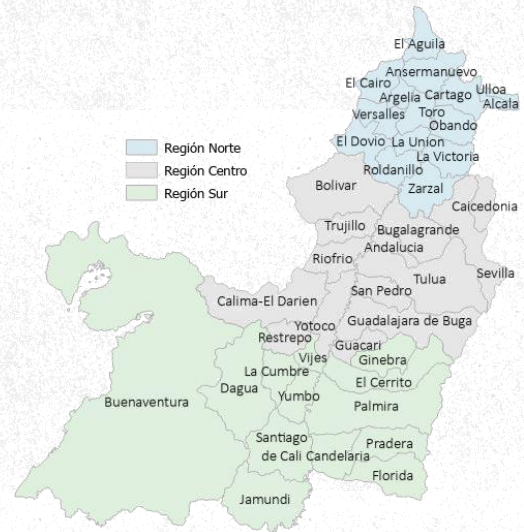 El Aguila
Ansermanuevo
El Cairo
Ulloa
Argelia Cartago
Alcala
Versalles
Toro
Obando
El Dovio La Union
La Victoria
Roldanillo
Zarzal
Región Norte
Región Centro
Región Sur
Bolivar
Caicedonia
Trujillo
Bugalagrande
Andalucia
Riofrio
Sevilla
Tulua
San Pedro
Calima-El Darien
Yotoco
Guadalajara de Buga
Restrepo
Guacari
Vijes
Ginebra
La Cumbre
El Cerrito
Dagua
Yumbo
Buenaventura
Palmira
Santiago
de Cali
Candelaria
Pradera
Florida
Jamundi